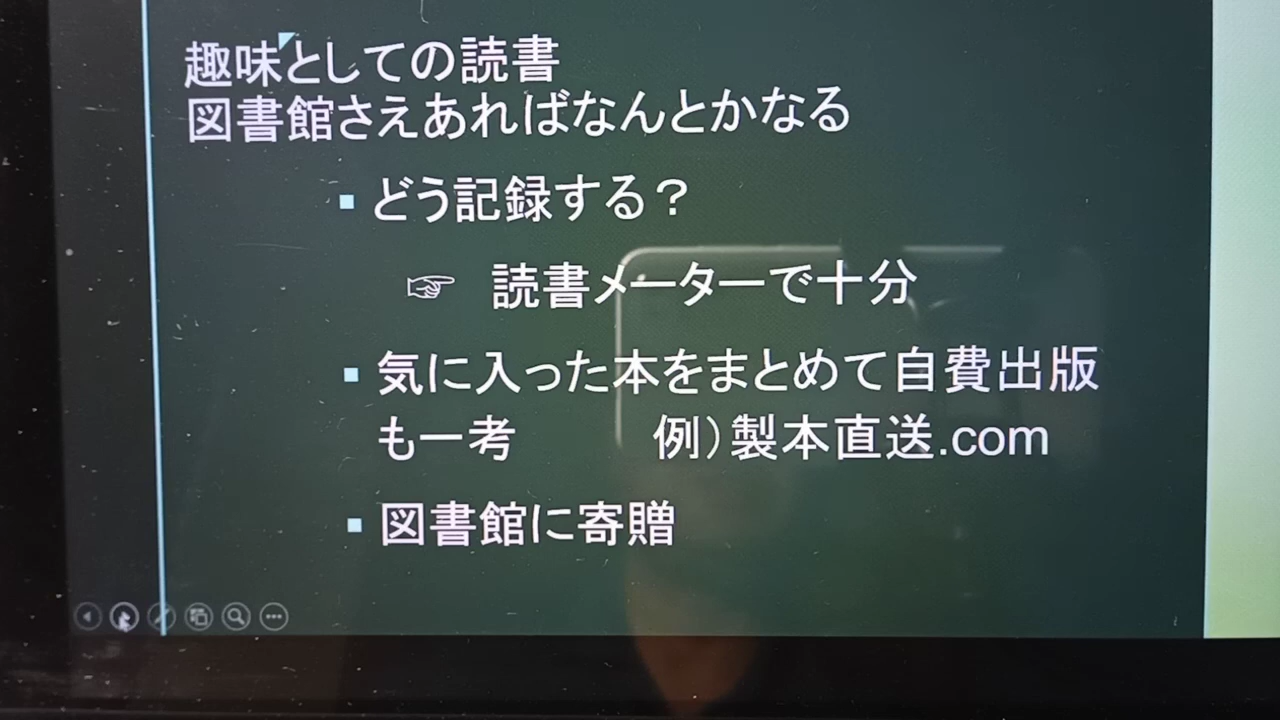 趣味としての読書
図書館さえあればなんとかなる
▪ どう記録する？
☞ 読書メーターで十分
▪ 気に入った本をまとめて自費出版
も一考 例）製本直送.com
▪ 図書館に寄贈